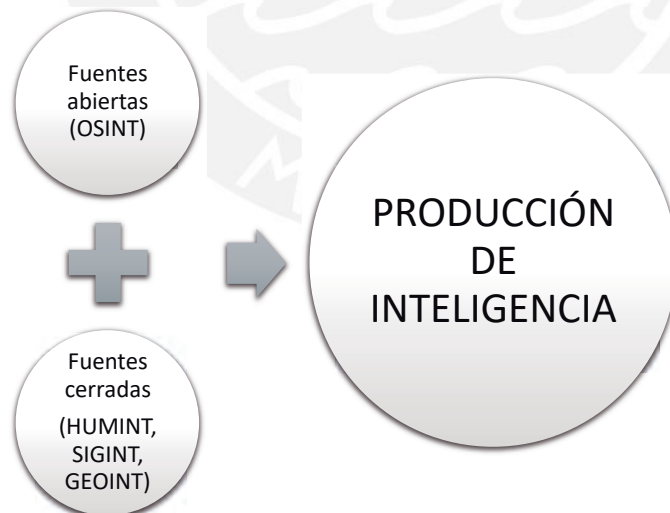 Fuentes
abiertas
(OSINT)
PRODUCCIÓN
DE
INTELIGENCIA
Fuentes
cerradas
(HUMINT,
SIGINT,
GEOINT)